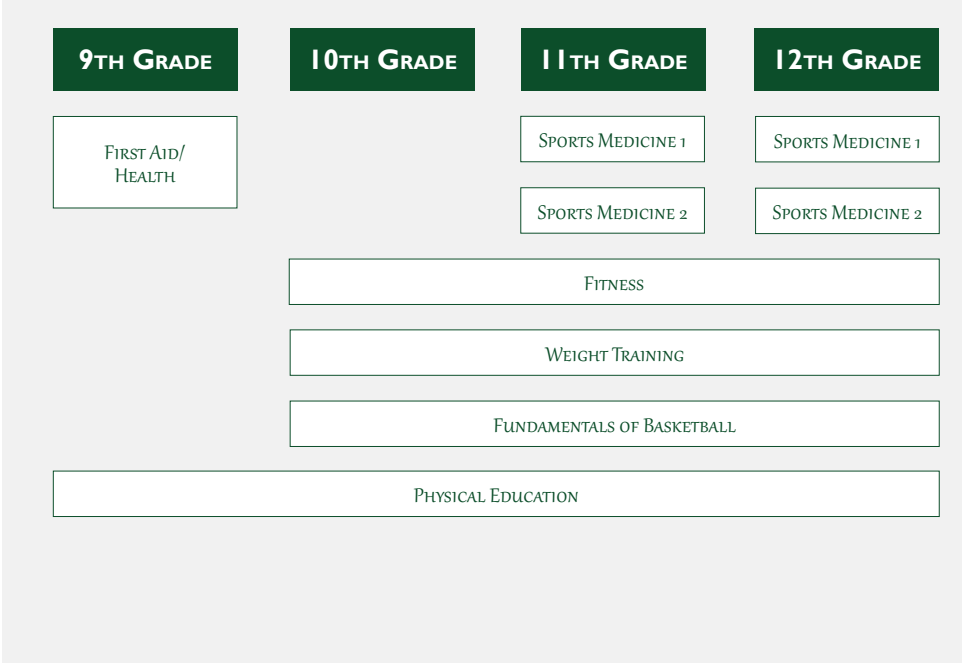 9th Grade 10th Grade 11th Grade 12th Grade
First Aid/
Health
Sports Medicine 1 Sports Medicine 1
Sports Medicine 2 Sports Medicine 2
Fitness
Weight Training
Fundamentals of Basketball
Physical Education